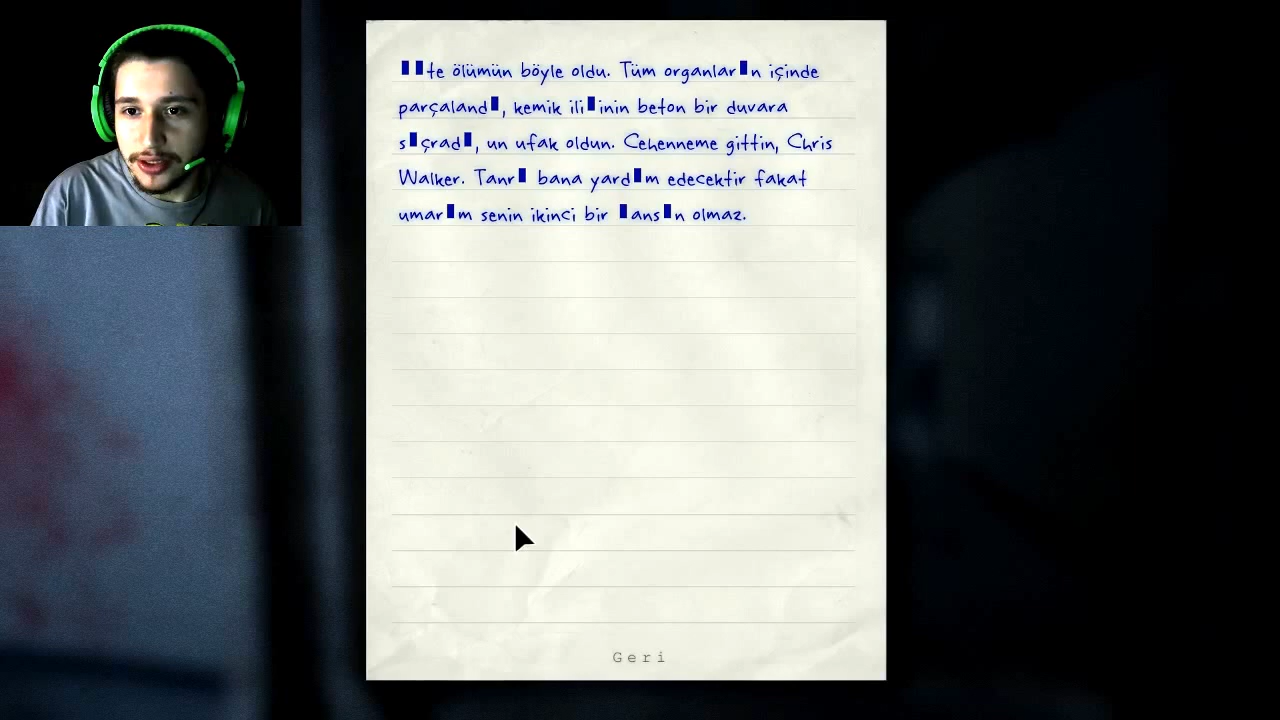 ▮▮te ölümün böyle oldu. Tüm organlar▮n içinde
parçaland▮, kemik ili▮inin beton bir duvara
s▮çrad▮, un ufak oldun. Cehenneme gittin, Chris
Walker. Tanr▮ bana yard▮m edecektir fakat
umar▮m senin ikinci bir ▮ans▮n olmaz.
Geri